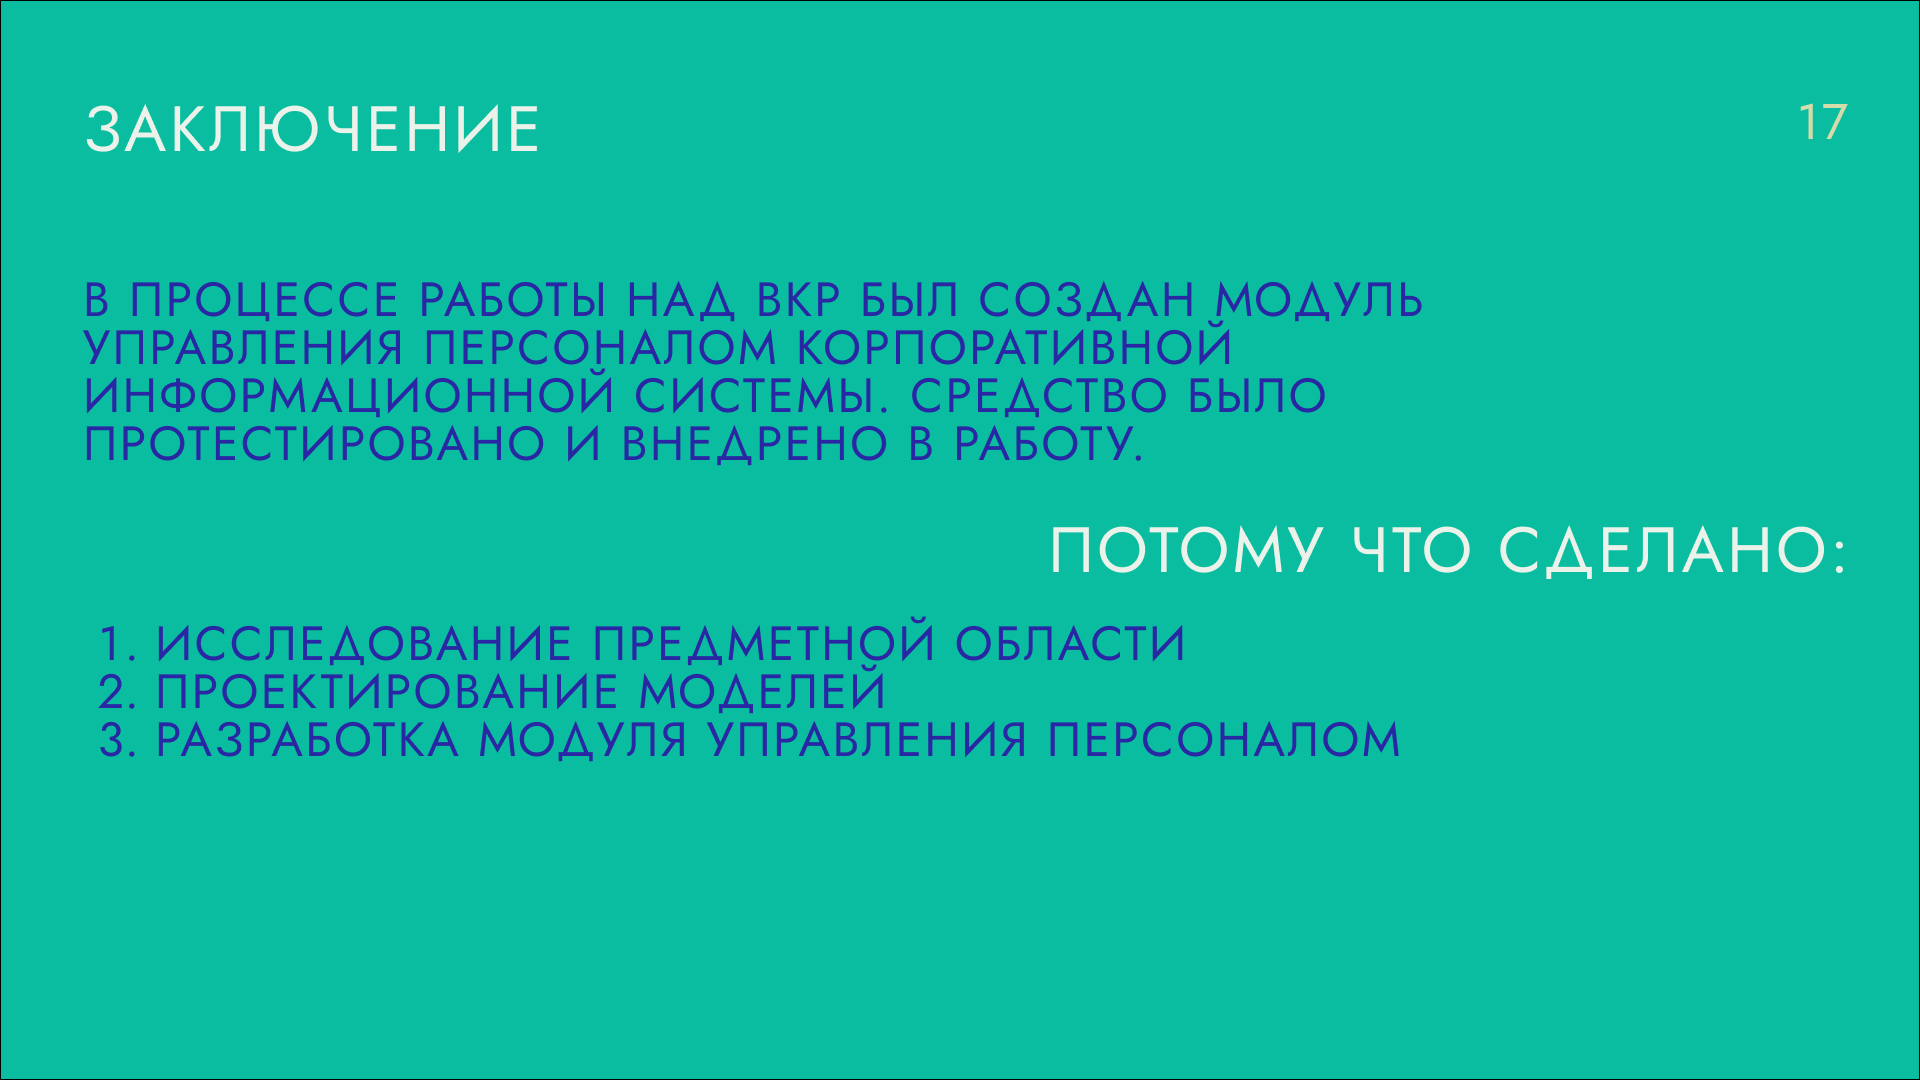 ЗАКЛЮЧЕНИЕ
17
В ПРОЦЕССЕ РАБОТЫ НАД ВКР БЫЛ СОЗДАН МОДУЛЬ
УПРАВЛЕНИЯ ПЕРСОНАЛОМ КОРПОРАТИВНОЙ
ИНФОРМАЦИОННОЙ СИСТЕМЫ. СРЕДСТВО БЫЛО
ПРОТЕСТИРОВАНО И ВНЕДРЕНО В РАБОТУ.
ПОТОМУ ЧТО СДЕЛАНО:
1. ИССЛЕДОВАНИЕ ПРЕДМЕТНОЙ ОБЛАСТИ
2. ПРОЕКТИРОВАНИЕ МОДЕЛЕЙ
3. РАЗРАБОТКА МОДУЛЯ УПРАВЛЕНИЯ ПЕРСОНАЛОМ